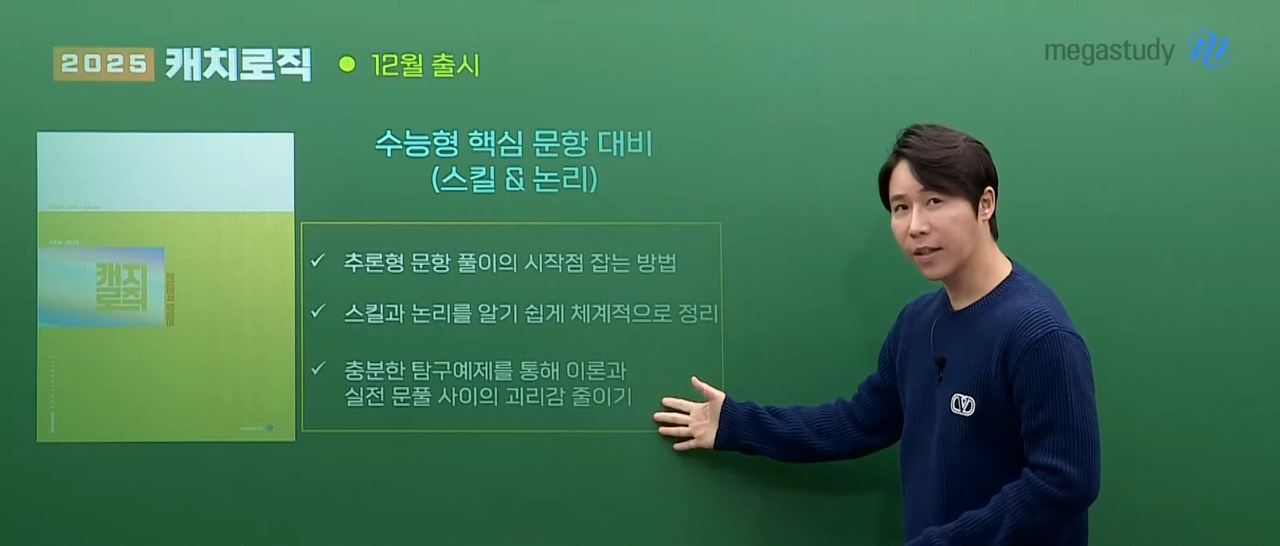 2025 캐치로직 ● 12월 출시
megastudy
수능형 핵심 문항 대비
(스킬 & 논리)
캐치
로직
✓ 추론형 문항 풀이의 시작점 잡는 방법
✓ 스킬과 논리를 알기 쉽게 체계적으로 정리
✓ 충분한 탐구예제를 통해 이론과
실전 문풀 사이의 괴리감 줄이기